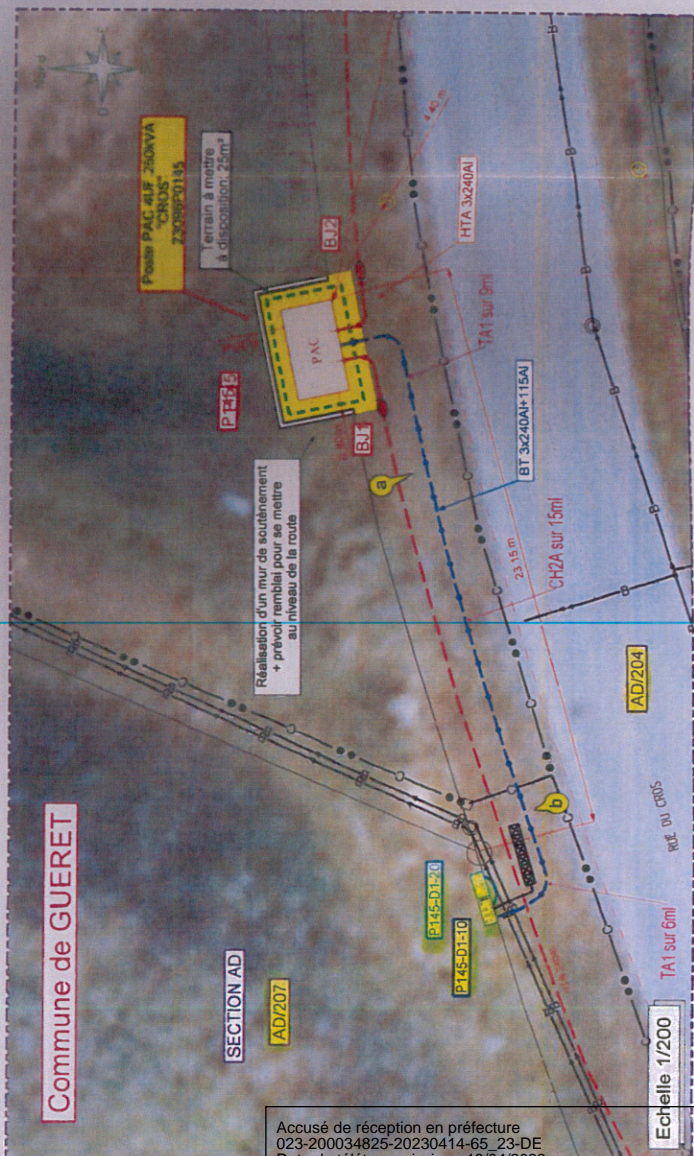 Commune de GUERET
SECTION AD
AD/207
Poste PAC 4UF 250kVA
"CROS"
23096P0145
Terrain à mettre
à disposition: 25m²
BJ2
HTA 3x240Al
4.40 m
PAC
BJ1
TA1 sur 9ml
Réalisation d'un mur de soutènement
+ prévoir remblai pour se mettre
au niveau de la route
a
BT 3x240Al+115Al
CH2A sur 15ml
23.15 m
AD/204
b
P145-D1-20
P145-D1-10
RUE DU CROS
TA1 sur 6ml
Echelle 1/200
Accusé de réception en préfecture
023-200034825-20230414-65_23-DE